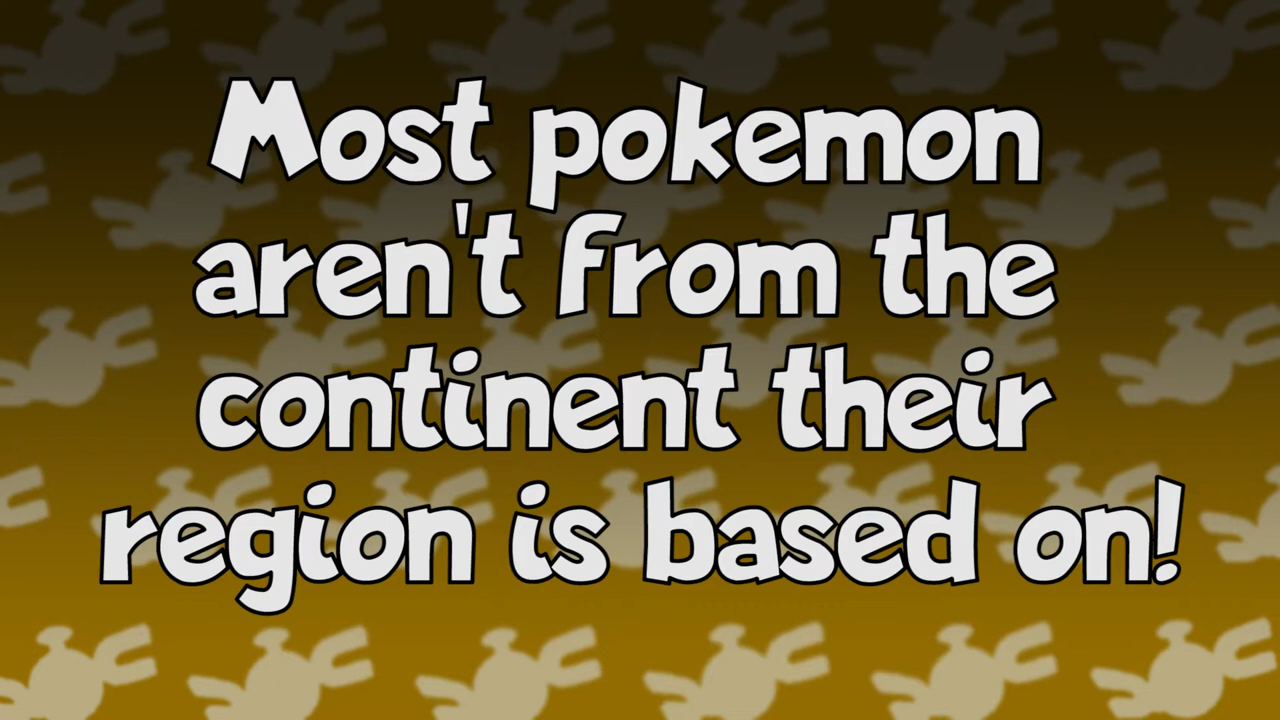 Most pokemon
aren't from the
continent their
region is based on!